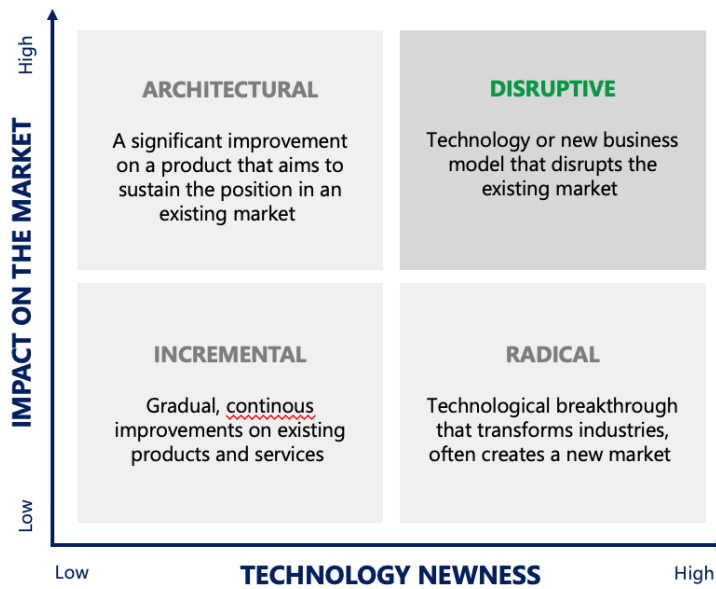 High
IMPACT ON THE MARKET
Low
ARCHITECTURAL
A significant improvement
on a product that aims to
sustain the position in an
existing market
DISRUPTIVE
Technology or new business
model that disrupts the
existing market
INCREMENTAL
Gradual, continous
improvements on existing
products and services
RADICAL
Technological breakthrough
that transforms industries,
often creates a new market
Low
TECHNOLOGY NEWNESS
High